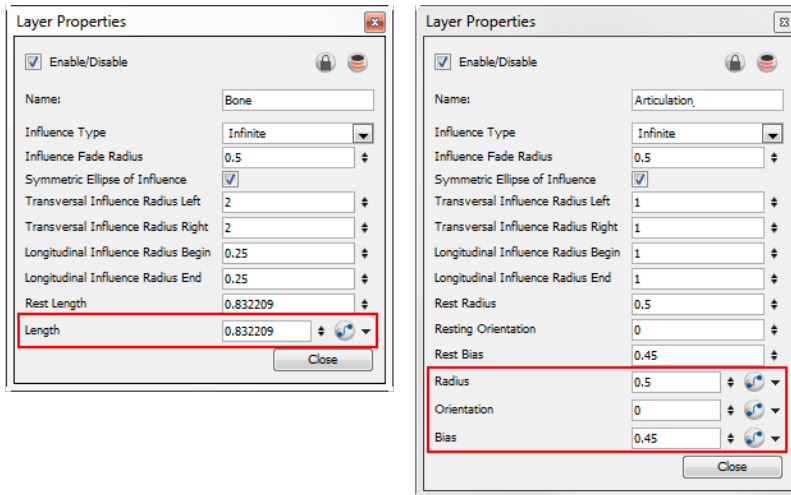 Layer Properties
Enable/Disable
Name: Bone
Influence Type Infinite
Influence Fade Radius 0.5
Symmetric Ellipse of Influence
Transversal Influence Radius Left 2
Transversal Influence Radius Right 2
Longitudinal Influence Radius Begin 0.25
Longitudinal Influence Radius End 0.25
Rest Length 0.832209
Length 0.832209
Close
Layer Properties
Enable/Disable
Name: Articulation
Influence Type Infinite
Influence Fade Radius 0.5
Symmetric Ellipse of Influence
Transversal Influence Radius Left 1
Transversal Influence Radius Right 1
Longitudinal Influence Radius Begin 1
Longitudinal Influence Radius End 1
Rest Radius 0.5
Resting Orientation 0
Rest Bias 0.45
Radius 0.5
Orientation 0
Bias 0.45
Close